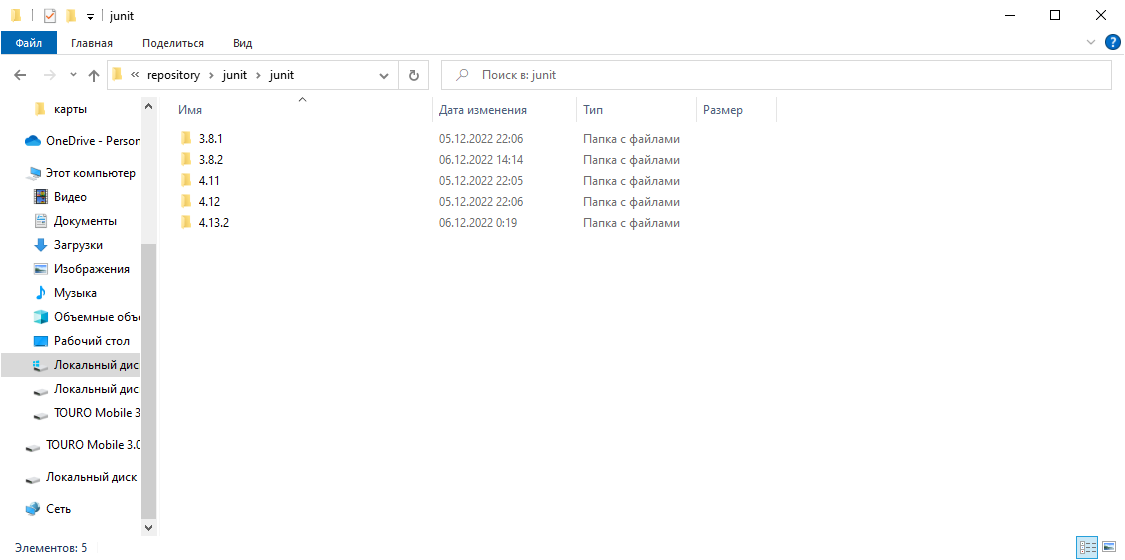 junit
Файл Главная Поделиться Вид
« repository › junit › junit Поиск в: junit
Имя Дата изменения Тип Размер
карты
OneDrive - Person
Этот компьютер
Видео
Документы
Загрузки
Изображения
Музыка
Объемные объе
Рабочий стол
Локальный дис
Локальный дис
TOURO Mobile 3
TOURO Mobile 3.0
Локальный диск
Сеть
3.8.1 05.12.2022 22:06 Папка с файлами
3.8.2 06.12.2022 14:14 Папка с файлами
4.11 05.12.2022 22:05 Папка с файлами
4.12 05.12.2022 22:06 Папка с файлами
4.13.2 06.12.2022 0:19 Папка с файлами
Элементов: 5